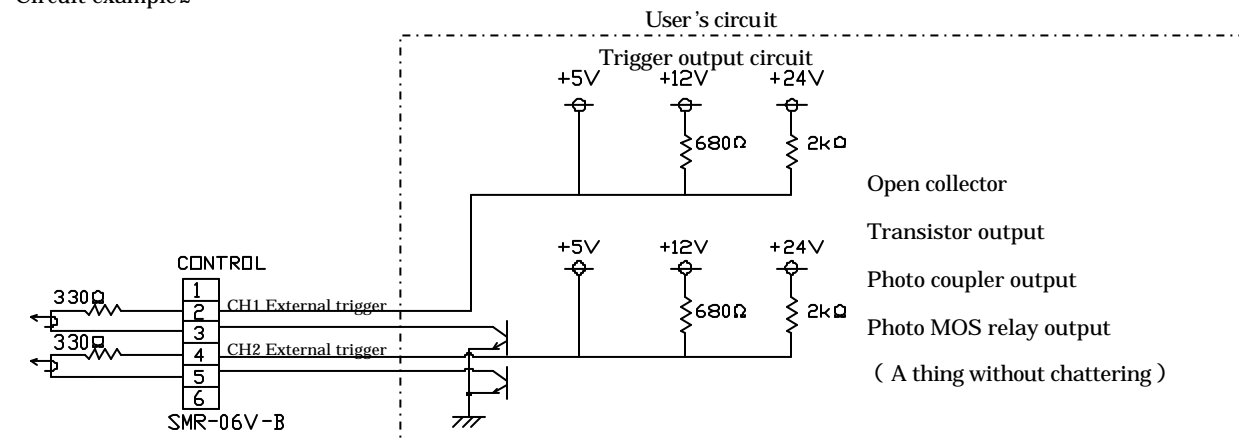 Circuit example2
User's circuit
Trigger output circuit
+5V +12V +24V
680Ω 2kΩ
Open collector
Transistor output
+5V +12V +24V
CONTROL
Photo coupler output
330Ω
1
2 CH1 External trigger
680Ω 2kΩ
Photo MOS relay output
3
330Ω
4 CH2 External trigger
( A thing without chattering )
5
6
SMR-06V-B